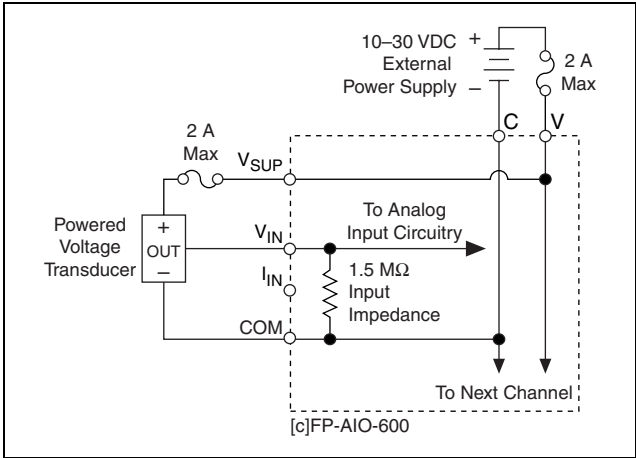 10–30 VDC
External
Power Supply
+
–
2 A
Max
C
V
2 A
Max
VSUP
Powered
Voltage
Transducer
+
OUT
–
VIN
To Analog
Input Circuitry
IIN
1.5 MΩ
Input
Impedance
COM
To Next Channel
[c]FP-AIO-600